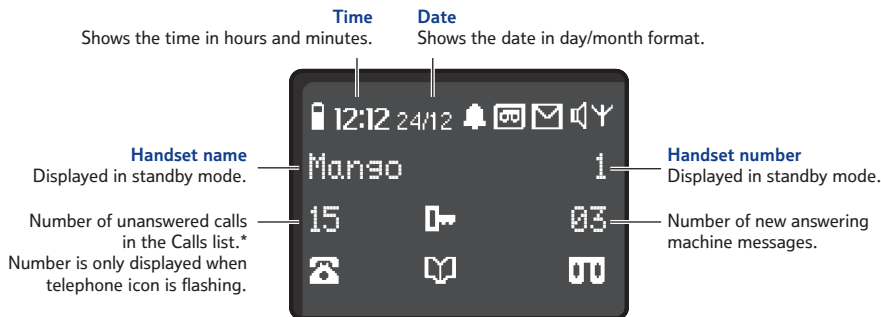 Time
Shows the time in hours and minutes.
Date
Shows the date in day/month format.
12:12 24/12
Handset name
Displayed in standby mode.
Mango 1
Handset number
Displayed in standby mode.
Number of unanswered calls
in the Calls list.*
Number is only displayed when
telephone icon is flashing.
15 03
Number of new answering
machine messages.